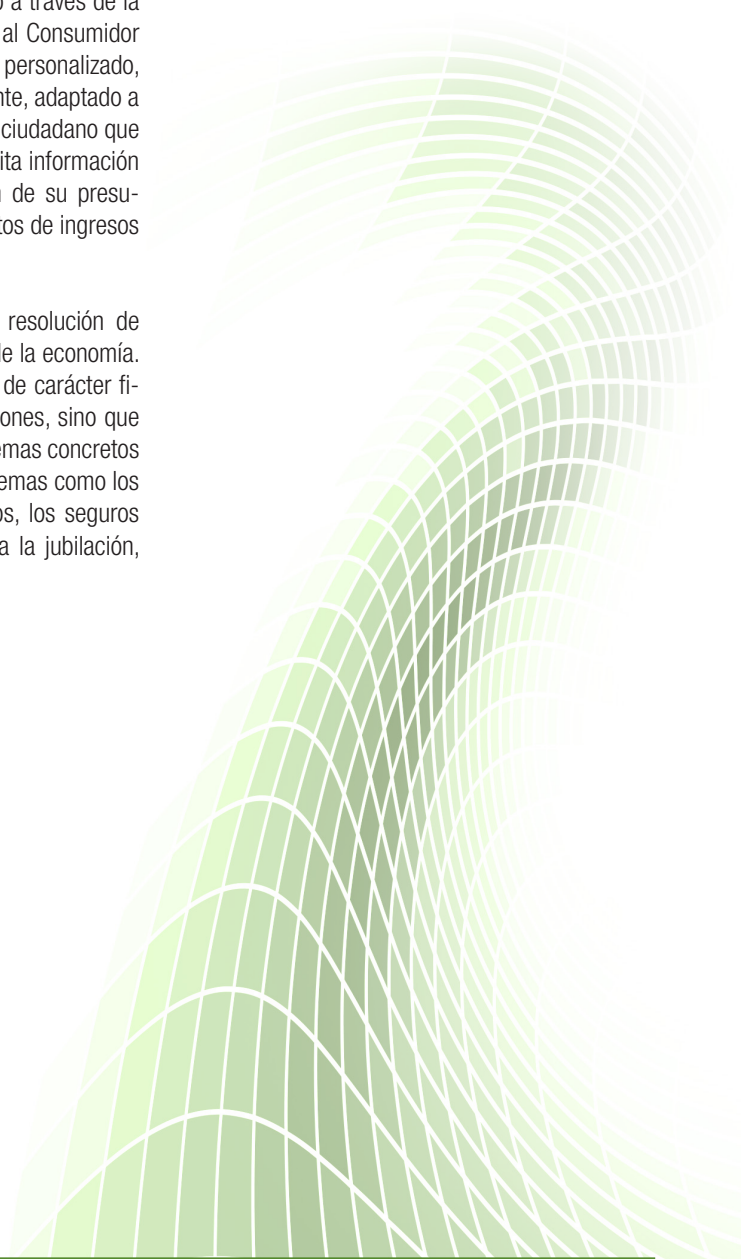 o a través de la
al Consumidor
personalizado,
nte, adaptado a
ciudadano que
ita información
de su presu-
tos de ingresos
resolución de
de la economía.
de carácter fi-
ones, sino que
emas concretos
emas como los
os, los seguros
a la jubilación,